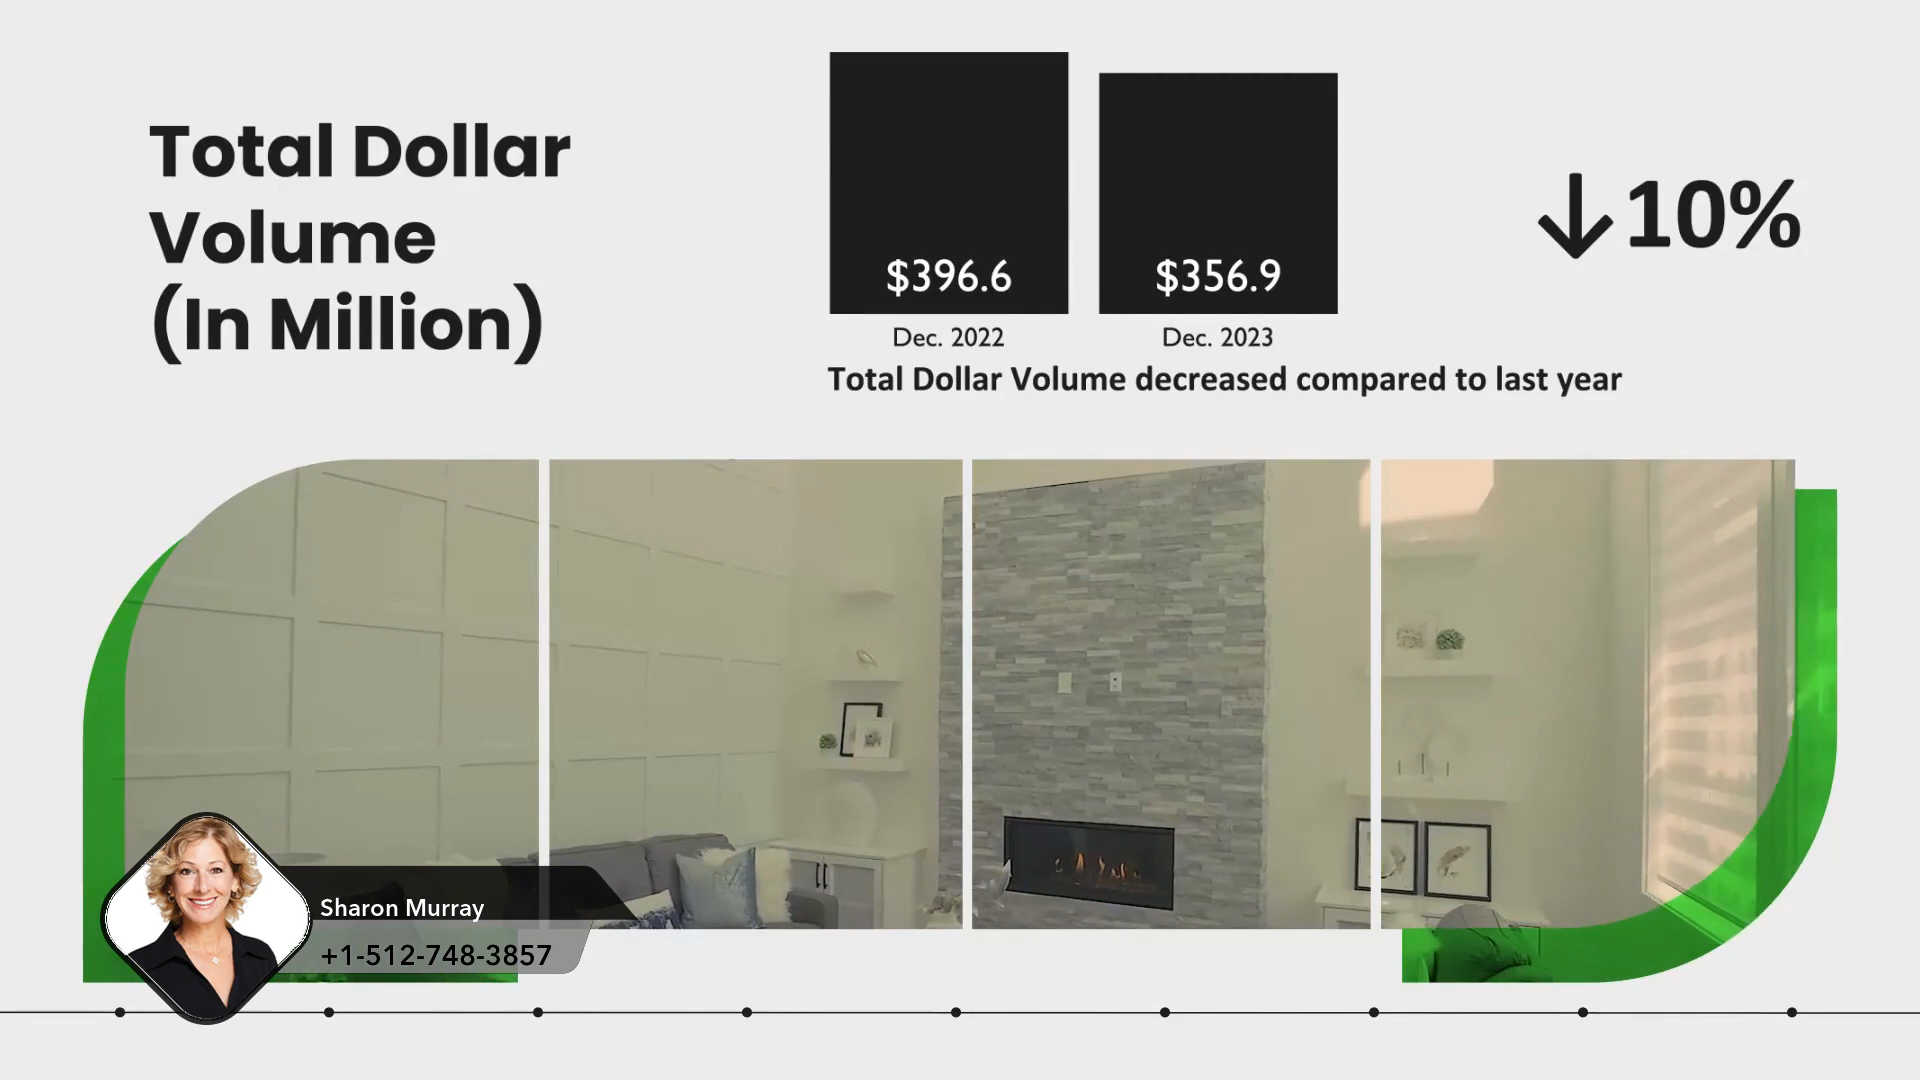 Total Dollar
Volume
(In Million)
$396.6
$356.9
Dec. 2022
Dec. 2023
↓10%
Total Dollar Volume decreased compared to last year
Sharon Murray
+1-512-748-3857